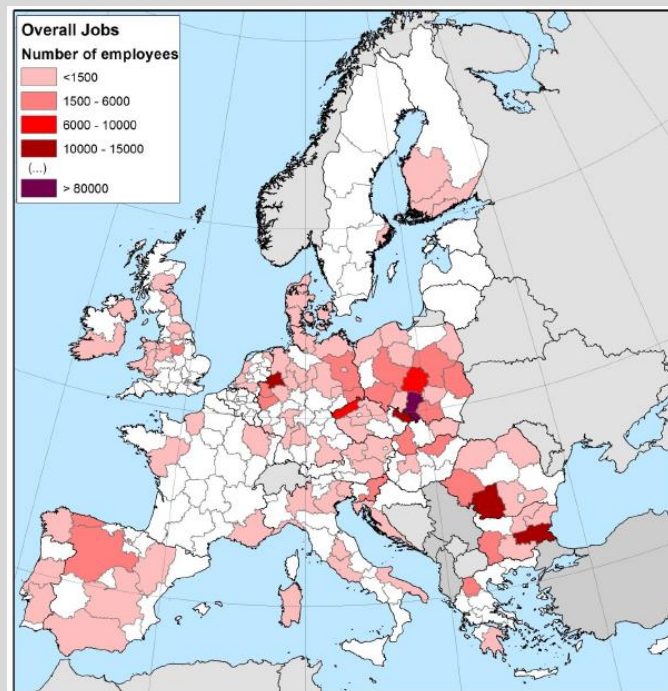 Overall Jobs
Number of employees
<1500
1500 - 6000
6000 - 10000
10000 - 15000
(...)
> 80000